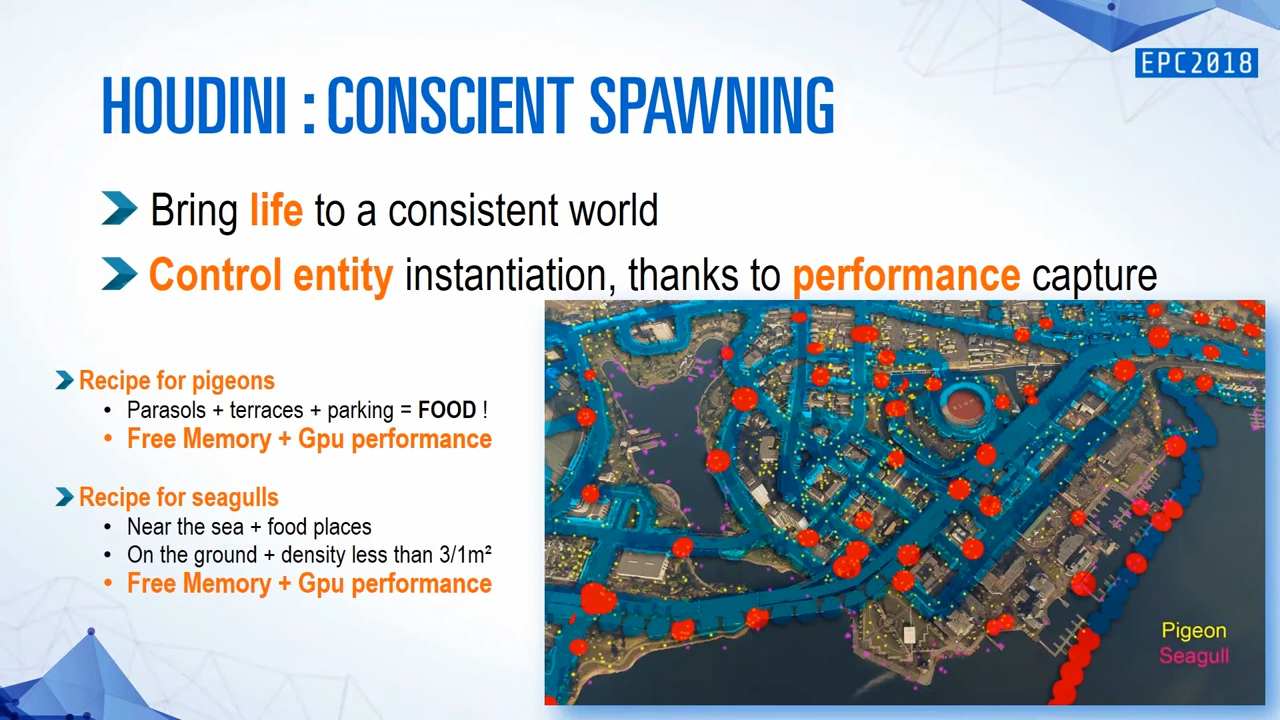 EPC2018
HOUDINI : CONSCIENT SPAWNING
Bring life to a consistent world
Control entity instantiation, thanks to performance capture
Recipe for pigeons
• Parasols + terraces + parking = FOOD !
• Free Memory + Gpu performance
Recipe for seagulls
• Near the sea + food places
• On the ground + density less than 3/1m²
• Free Memory + Gpu performance
Pigeon
Seagull